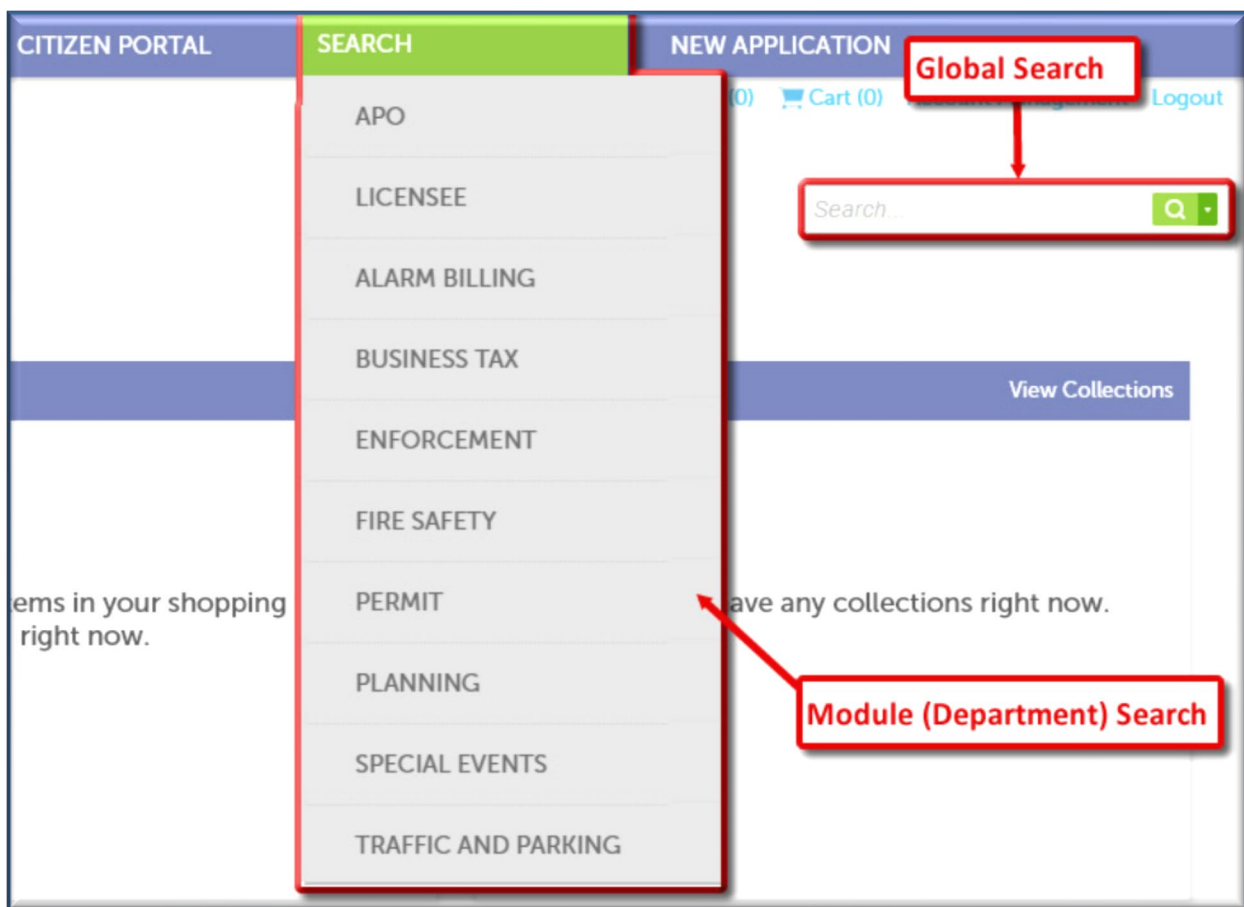 CITIZEN PORTAL SEARCH NEW APPLICATION
Global Search
(0) Cart (0) Logout
APO
LICENSEE
Search...
ALARM BILLING
BUSINESS TAX
View Collections
ENFORCEMENT
FIRE SAFETY
PERMIT
ems in your shopping
right now.
ave any collections right now.
PLANNING
Module (Department) Search
SPECIAL EVENTS
TRAFFIC AND PARKING